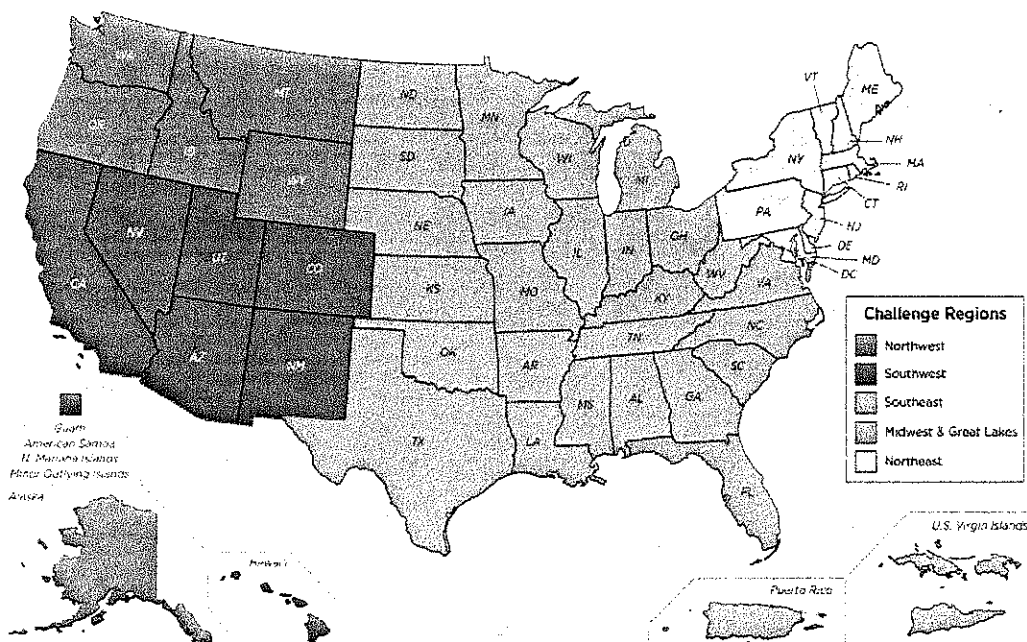 WA
MT
ND
MN
OR
ID
WY
SD
WI
MI
VT
ME
NH
MA
NY
RI
CT
PA
NJ
DE
MD
DC
NV
UT
CO
NE
IA
IL
IN
OH
WV
VA
CA
KS
MO
KY
AZ
NM
OK
AR
TN
NC
SC
TX
LA
MS
AL
GA
FL
Challenge Regions
Northwest
Southwest
Southeast
Midwest & Great Lakes
Northeast
Guam
American Samoa
N. Mariana Islands
Minor Outlying Islands
Alaska
Hawai'i
Puerto Rico
U.S. Virgin Islands